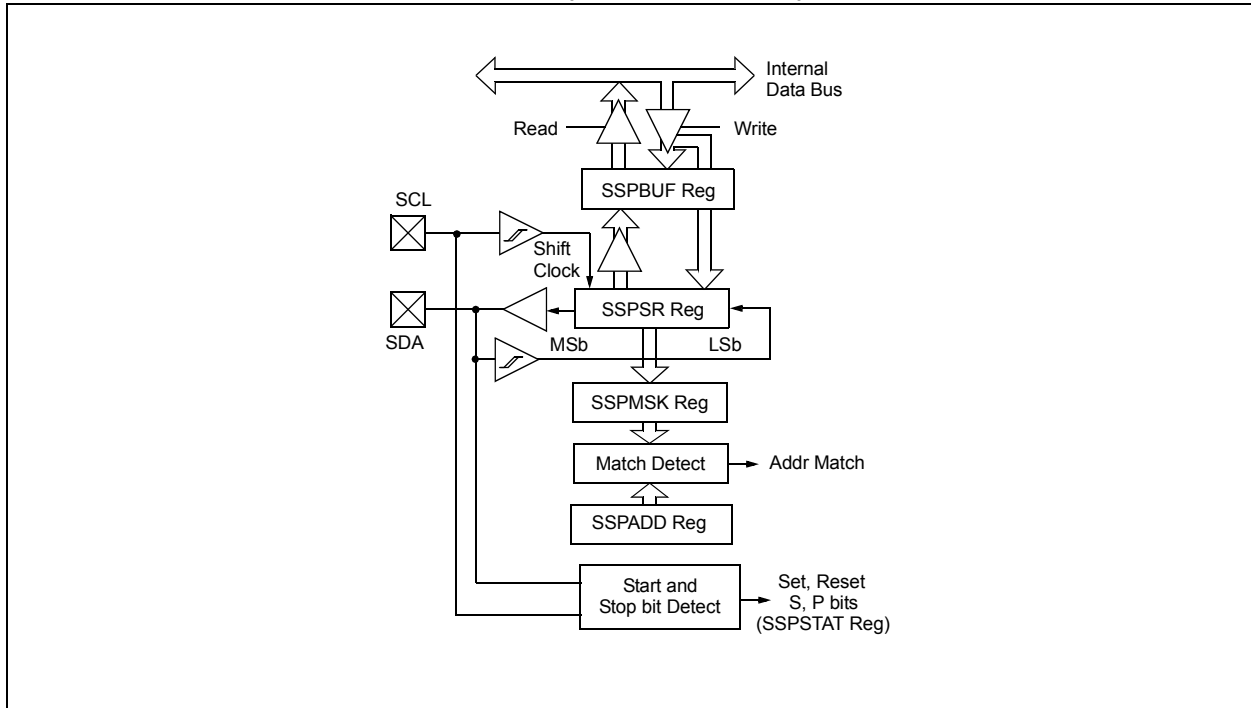 Internal
Data Bus
Read
Write
SSPBUF Reg
SCL
Shift
Clock
SSPSR Reg
SDA
MSb
LSb
SSPMSK Reg
Match Detect
Addr Match
SSPADD Reg
Start and
Stop bit Detect
Set, Reset
S, P bits
(SSPSTAT Reg)